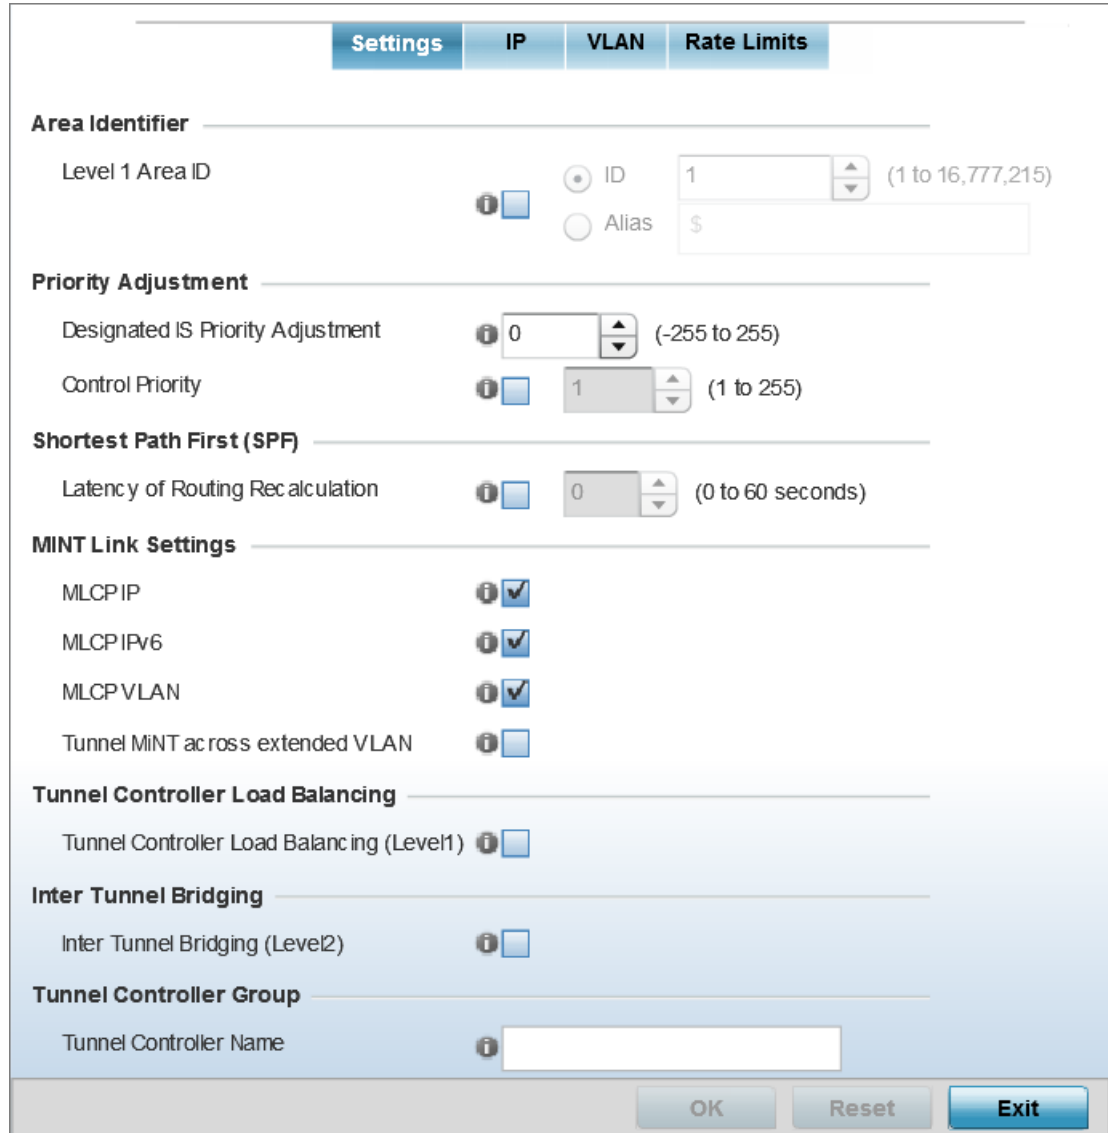 Settings IP VLAN Rate Limits
Area Identifier
Level 1 Area ID ID 1 (1 to 16,777,215)
Alias $
Priority Adjustment
Designated IS Priority Adjustment 0 (-255 to 255)
Control Priority 1 (1 to 255)
Shortest Path First (SPF)
Latency of Routing Recalculation 0 (0 to 60 seconds)
MINT Link Settings
MLCP IP
MLCP IPv6
MLCP VLAN
Tunnel MiNT across extended VLAN
Tunnel Controller Load Balancing
Tunnel Controller Load Balancing (Level1)
Inter Tunnel Bridging
Inter Tunnel Bridging (Level2)
Tunnel Controller Group
Tunnel Controller Name
OK Reset Exit